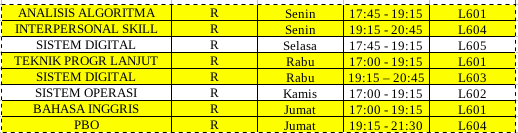 ANALISIS ALGORITMA R Senin 17:45 - 19:15 L601
INTERPERSONAL SKILL R Senin 19:15 - 20:45 L604
SISTEM DIGITAL R Selasa 17:45 - 19:15 L605
TEKNIK PROGR LANJUT R Rabu 17:00 - 19:15 L601
SISTEM DIGITAL R Rabu 19:15 – 20:45 L603
SISTEM OPERASI R Kamis 17:00 - 19:15 L602
BAHASA INGGRIS R Jumat 17:00 - 19:15 L601
PBO R Jumat 19:15 - 21:30 L604